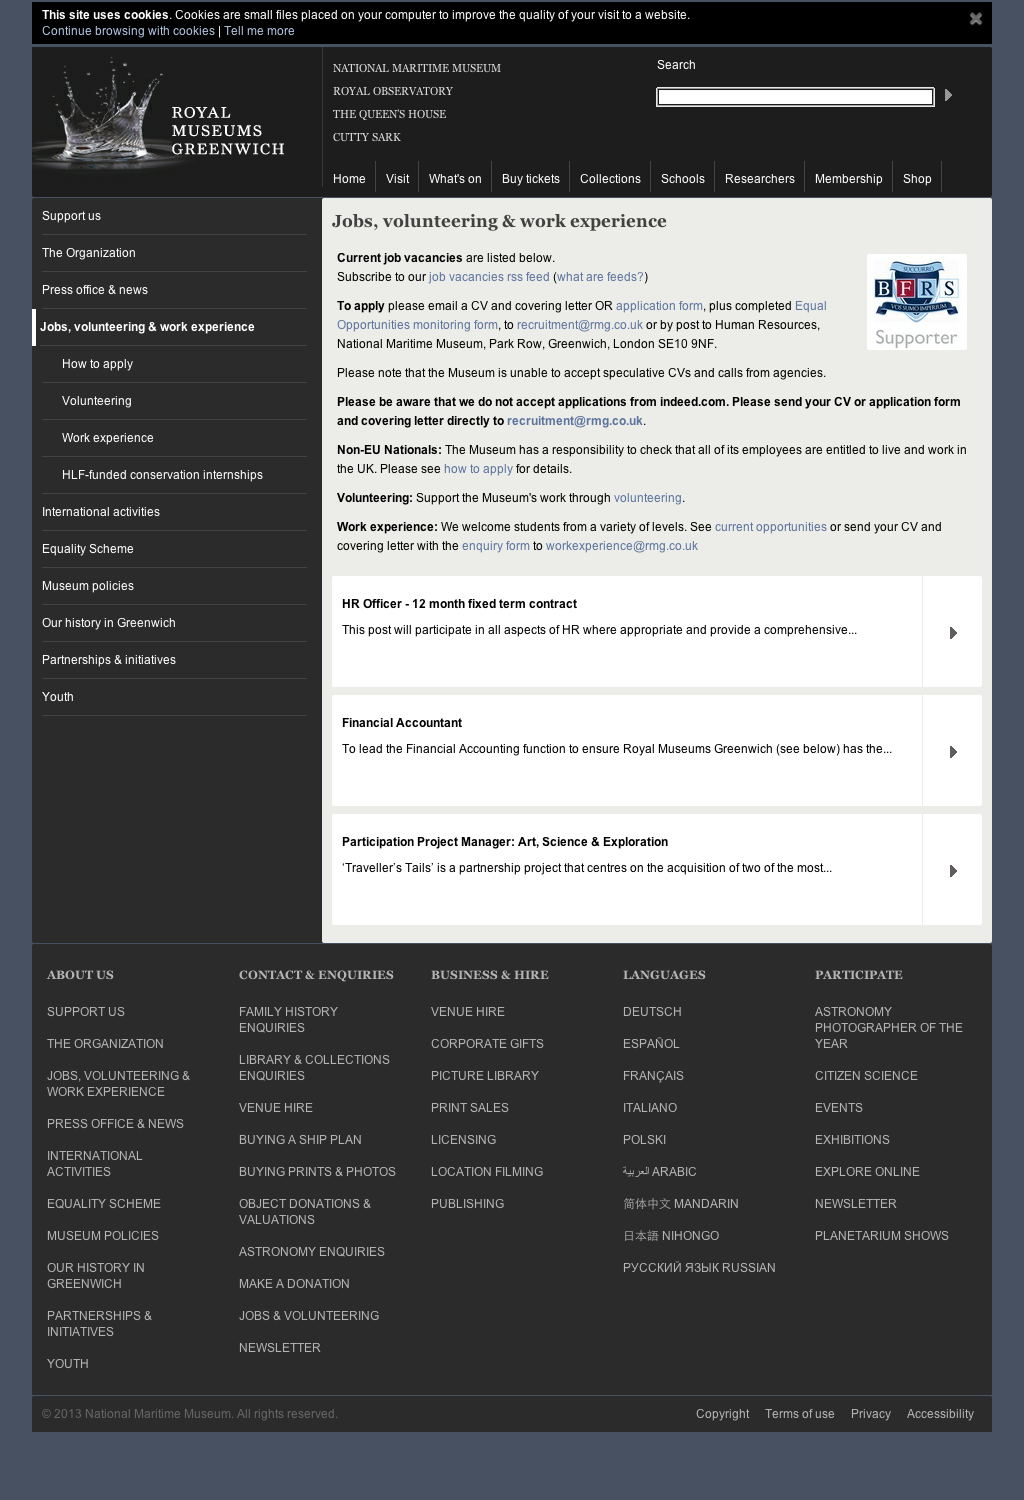 This site uses cookies. Cookies are small files placed on your computer to improve the quality of your visit to a website.
Continue browsing with cookies | Tell me more
ROYAL
MUSEUMS
GREENWICH
NATIONAL MARITIME MUSEUM
ROYAL OBSERVATORY
THE QUEEN'S HOUSE
CUTTY SARK
Search
Home
Visit
What's on
Buy tickets
Collections
Schools
Researchers
Membership
Shop
Support us
The Organization
Press office & news
Jobs, volunteering & work experience
How to apply
Volunteering
Work experience
HLF-funded conservation internships
International activities
Equality Scheme
Museum policies
Our history in Greenwich
Partnerships & initiatives
Youth
Jobs, volunteering & work experience
Current job vacancies are listed below.
Subscribe to our job vacancies rss feed (what are feeds?)
To apply please email a CV and covering letter OR application form, plus completed Equal
Opportunities monitoring form, to recruitment@rmg.co.uk or by post to Human Resources,
National Maritime Museum, Park Row, Greenwich, London SE10 9NF.
SUCCURRO
BFRS
VOS SUMO IMPERIUM
Supporter
Please note that the Museum is unable to accept speculative CVs and calls from agencies.
Please be aware that we do not accept applications from indeed.com. Please send your CV or application form
and covering letter directly to recruitment@rmg.co.uk.
Non-EU Nationals: The Museum has a responsibility to check that all of its employees are entitled to live and work in
the UK. Please see how to apply for details.
Volunteering: Support the Museum's work through volunteering.
Work experience: We welcome students from a variety of levels. See current opportunities or send your CV and
covering letter with the enquiry form to workexperience@rmg.co.uk
HR Officer - 12 month fixed term contract
This post will participate in all aspects of HR where appropriate and provide a comprehensive...
Financial Accountant
To lead the Financial Accounting function to ensure Royal Museums Greenwich (see below) has the...
Participation Project Manager: Art, Science & Exploration
‘Traveller’s Tails’ is a partnership project that centres on the acquisition of two of the most...
ABOUT US
SUPPORT US
THE ORGANIZATION
JOBS, VOLUNTEERING &
WORK EXPERIENCE
PRESS OFFICE & NEWS
INTERNATIONAL
ACTIVITIES
EQUALITY SCHEME
MUSEUM POLICIES
OUR HISTORY IN
GREENWICH
PARTNERSHIPS &
INITIATIVES
YOUTH
CONTACT & ENQUIRIES
FAMILY HISTORY
ENQUIRIES
LIBRARY & COLLECTIONS
ENQUIRIES
VENUE HIRE
BUYING A SHIP PLAN
BUYING PRINTS & PHOTOS
OBJECT DONATIONS &
VALUATIONS
ASTRONOMY ENQUIRIES
MAKE A DONATION
JOBS & VOLUNTEERING
NEWSLETTER
BUSINESS & HIRE
VENUE HIRE
CORPORATE GIFTS
PICTURE LIBRARY
PRINT SALES
LICENSING
LOCATION FILMING
PUBLISHING
LANGUAGES
DEUTSCH
ESPAÑOL
FRANÇAIS
ITALIANO
POLSKI
العربية ARABIC
简体中文 MANDARIN
日本語 NIHONGO
РУССКИЙ ЯЗЫК RUSSIAN
PARTICIPATE
ASTRONOMY
PHOTOGRAPHER OF THE
YEAR
CITIZEN SCIENCE
EVENTS
EXHIBITIONS
EXPLORE ONLINE
NEWSLETTER
PLANETARIUM SHOWS
© 2013 National Maritime Museum. All rights reserved.
Copyright
Terms of use
Privacy
Accessibility